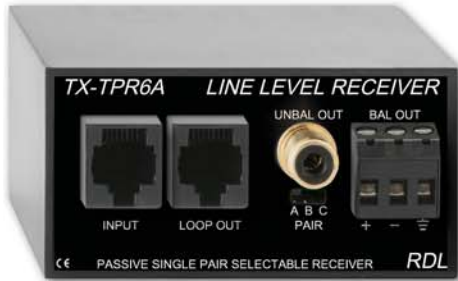 TX-TPR6A LINE LEVEL RECEIVER
UNBAL OUT BAL OUT
A B C
INPUT LOOP OUT PAIR + −
CE PASSIVE SINGLE PAIR SELECTABLE RECEIVER RDL